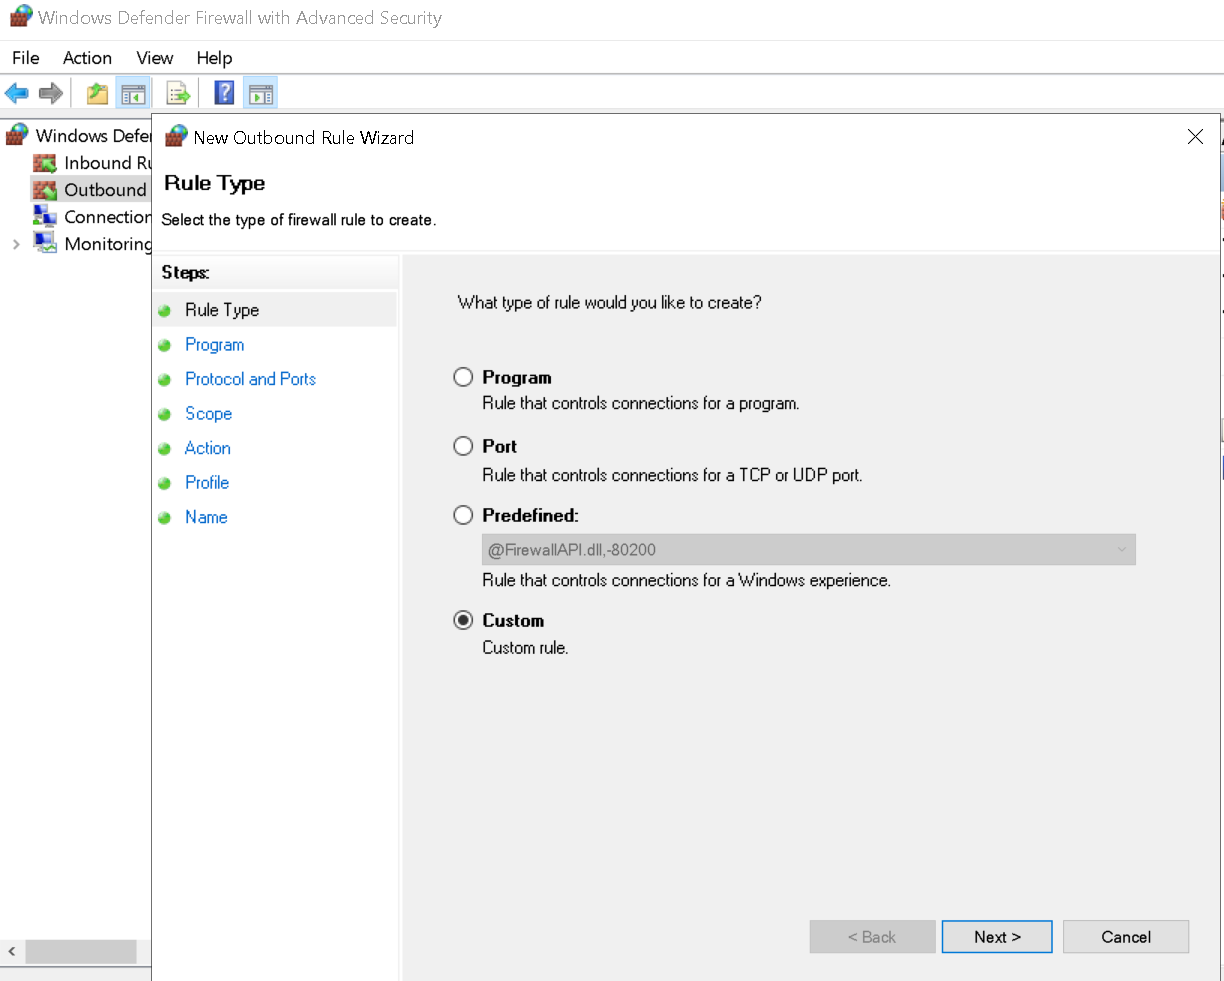 Windows Defender Firewall with Advanced Security
File Action View Help
Windows Defen
Inbound Ru
Outbound
Connection
Monitoring
New Outbound Rule Wizard
Rule Type
Select the type of firewall rule to create.
Steps:
Rule Type
Program
Protocol and Ports
Scope
Action
Profile
Name
What type of rule would you like to create?
Program
Rule that controls connections for a program.
Port
Rule that controls connections for a TCP or UDP port.
Predefined:
@FirewallAPI.dll,-80200
Rule that controls connections for a Windows experience.
Custom
Custom rule.
< Back Next > Cancel